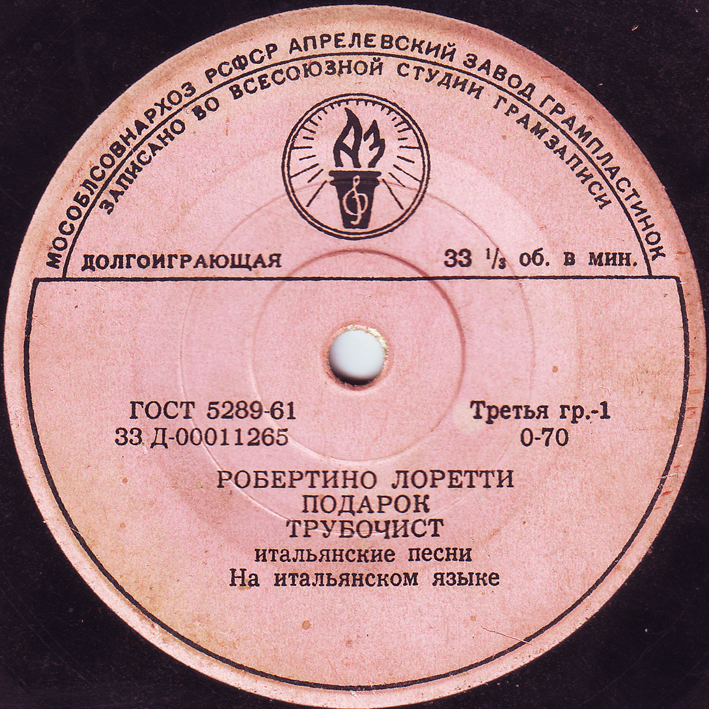 МОСОБЛСОВНАРХОЗ РСФСР АПРЕЛЕВСКИЙ ЗАВОД ГРАМПЛАСТИНОК
ЗАПИСАНО ВО ВСЕСОЮЗНОЙ СТУДИИ ГРАМЗАПИСИ
АЗ
ДОЛГОИГРАЮЩАЯ 33 ⅓ об. в мин.
ГОСТ 5289-61 Третья гр.-1
33 Д-00011265 0-70
РОБЕРТИНО ЛОРЕТТИ
ПОДАРОК
ТРУБОЧИСТ
итальянские песни
На итальянском языке